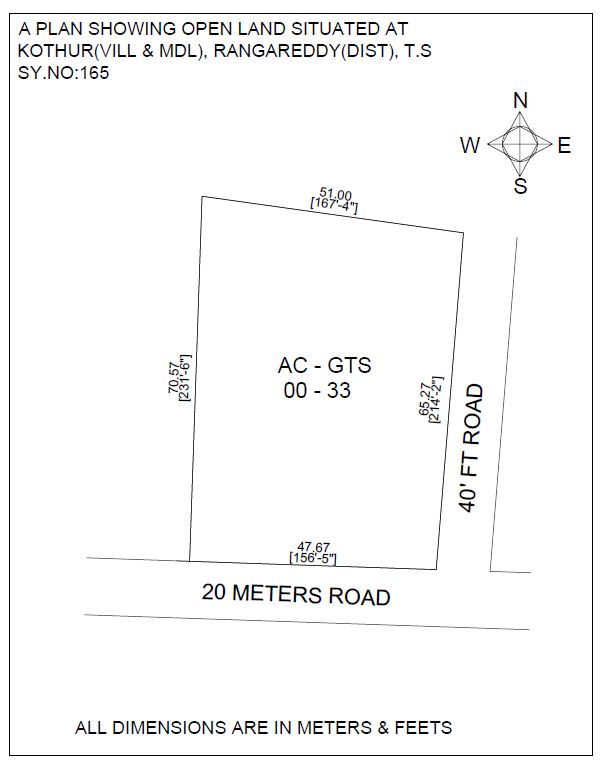 A PLAN SHOWING OPEN LAND SITUATED AT
KOTHUR(VILL & MDL), RANGAREDDY(DIST), T.S
SY.NO:165
N
W E
S
51.00
[167'-4"]
70.57
[231'-6"]
AC - GTS
00 - 33
65.27
[214'-2"]
40' FT ROAD
47.67
[156'-5"]
20 METERS ROAD
ALL DIMENSIONS ARE IN METERS & FEETS